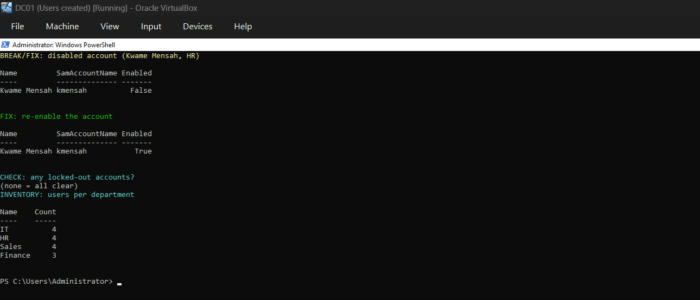 DC01 (Users created) [Running] - Oracle VirtualBox
File Machine View Input Devices Help
Administrator: Windows PowerShell
BREAK/FIX: disabled account (Kwame Mensah, HR)
Name SamAccountName Enabled
---- -------------- -------
Kwame Mensah kmensah False
FIX: re-enable the account
Name SamAccountName Enabled
---- -------------- -------
Kwame Mensah kmensah True
CHECK: any locked-out accounts?
(none = all clear)
INVENTORY: users per department
Name Count
---- -----
IT 4
HR 4
Sales 4
Finance 3
PS C:\Users\Administrator>